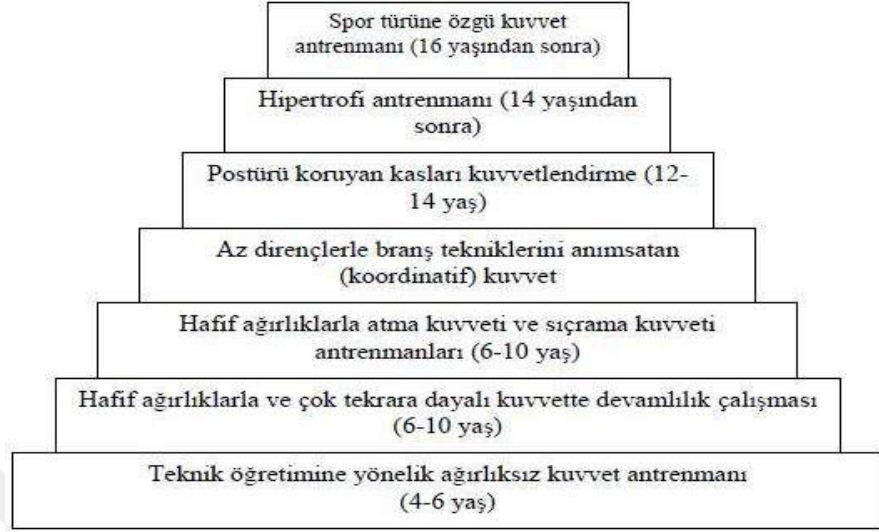 Spor türüne özgü kuvvet
antrenmanı (16 yaşından sonra)
Hipertrofi antrenmanı (14 yaşından
sonra)
Postürü koruyan kasları kuvvetlendirme (12-
14 yaş)
Az dirençlerle branş tekniklerini anımsatan
(koordinatif) kuvvet
Hafif ağırlıklarla atma kuvveti ve sıçrama kuvveti
antrenmanları (6-10 yaş)
Hafif ağırlıklarla ve çok tekrara dayalı kuvvette devamlılık çalışması
(6-10 yaş)
Teknik öğretimine yönelik ağırlıksız kuvvet antrenmanı
(4-6 yaş)